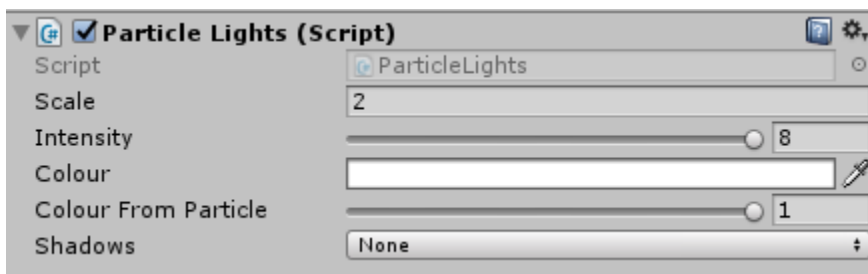 Particle Lights (Script)
Script ParticleLights
Scale 2
Intensity 8
Colour
Colour From Particle 1
Shadows None